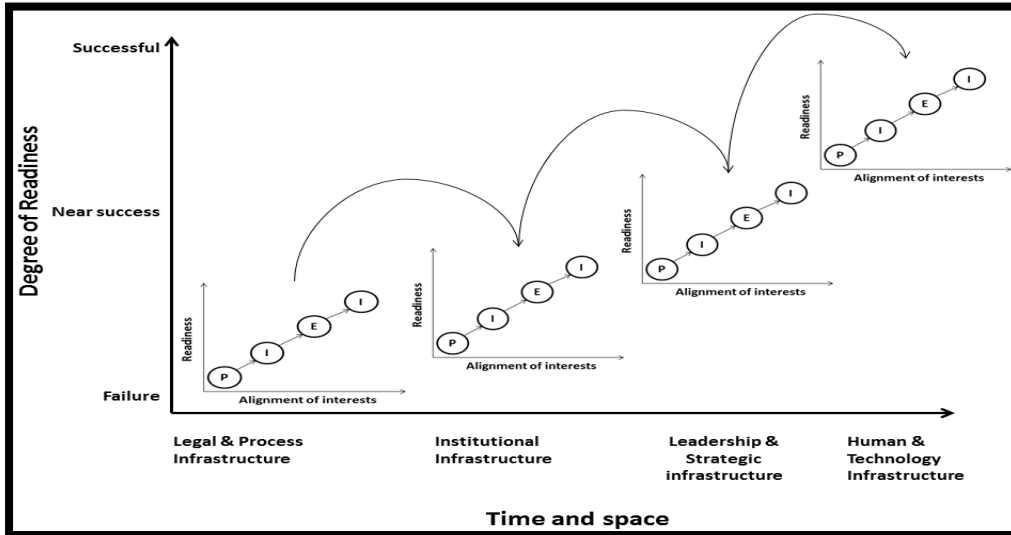 Degree of Readiness
Successful
Near success
Failure
Readiness
P
I
E
I
Alignment of interests
Readiness
P
I
E
I
Alignment of interests
Readiness
P
I
E
I
Alignment of interests
Readiness
P
I
E
I
Alignment of interests
Legal & Process
Infrastructure
Institutional
Infrastructure
Leadership &
Strategic
infrastructure
Human &
Technology
Infrastructure
Time and space